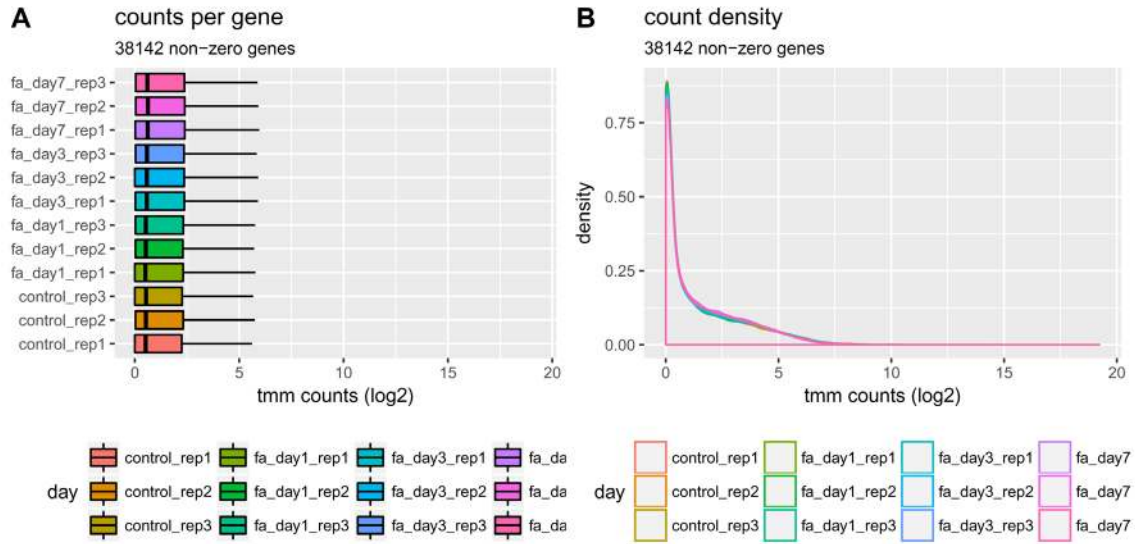 A
counts per gene
38142 non−zero genes
fa_day7_rep3
fa_day7_rep2
fa_day7_rep1
fa_day3_rep3
fa_day3_rep2
fa_day3_rep1
fa_day1_rep3
fa_day1_rep2
fa_day1_rep1
control_rep3
control_rep2
control_rep1
0 5 10 15 20
tmm counts (log2)
day
control_rep1 fa_day1_rep1 fa_day3_rep1 fa_da
control_rep2 fa_day1_rep2 fa_day3_rep2 fa_da
control_rep3 fa_day1_rep3 fa_day3_rep3 fa_da
B
count density
38142 non−zero genes
density
0.75
0.50
0.25
0.00
0 5 10 15 20
tmm counts (log2)
day
control_rep1 fa_day1_rep1 fa_day3_rep1 fa_day7
control_rep2 fa_day1_rep2 fa_day3_rep2 fa_day7
control_rep3 fa_day1_rep3 fa_day3_rep3 fa_day7